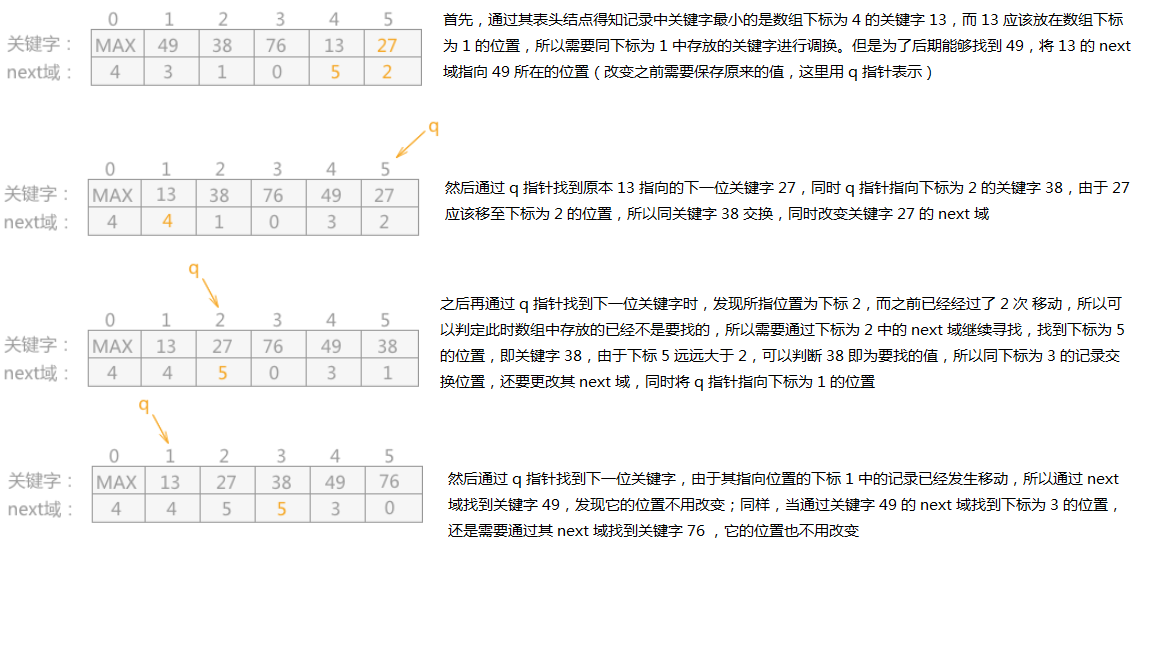 0 1 2 3 4 5
关键字： MAX 49 38 76 13 27
next域： 4 3 1 0 5 2
首先，通过其表头结点得知记录中关键字最小的是数组下标为 4 的关键字 13，而 13 应该放在数组下标
为 1 的位置，所以需要同下标为 1 中存放的关键字进行调换。但是为了后期能够找到 49，将 13 的 next
域指向 49 所在的位置（改变之前需要保存原来的值，这里用 q 指针表示）
q
0 1 2 3 4 5
关键字： MAX 13 38 76 49 27
next域： 4 4 1 0 3 2
然后通过 q 指针找到原本 13 指向的下一位关键字 27，同时 q 指针指向下标为 2 的关键字 38，由于 27
应该移至下标为 2 的位置，所以同关键字 38 交换，同时改变关键字 27 的 next 域
q
0 1 2 3 4 5
关键字： MAX 13 27 76 49 38
next域： 4 4 5 0 3 1
之后再通过 q 指针找到下一位关键字时，发现所指位置为下标 2，而之前已经经过了 2 次 移动，所以可
以判定此时数组中存放的已经不是要找的，所以需要通过下标为 2 中的 next 域继续寻找，找到下标为 5
的位置，即关键字 38，由于下标 5 远远大于 2，可以判断 38 即为要找的值，所以同下标为 3 的记录交
换位置，还要更改其 next 域，同时将 q 指针指向下标为 1 的位置
q
0 1 2 3 4 5
关键字： MAX 13 27 38 49 76
next域： 4 4 5 5 3 0
然后通过 q 指针找到下一位关键字，由于其指向位置的下标 1 中的记录已经发生移动，所以通过 next
域找到关键字 49，发现它的位置不用改变；同样，当通过关键字 49 的 next 域找到下标为 3 的位置，
还是需要通过其 next 域找到关键字 76 ，它的位置也不用改变